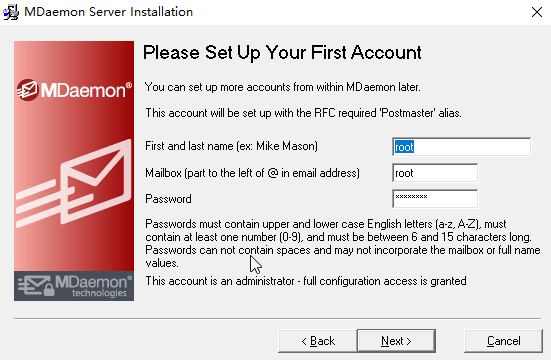 MDaemon Server Installation
Please Set Up Your First Account
MDaemon®
You can set up more accounts from within MDaemon later.
This account will be set up with the RFC required 'Postmaster' alias.
First and last name (ex: Mike Mason) root
Mailbox (part to the left of @ in email address) root
Password ********
Passwords must contain upper and lower case English letters (a-z, A-Z), must
contain at least one number (0-9), and must be between 6 and 15 characters long.
Passwords can not contain spaces and may not incorporate the mailbox or full name
values.
This account is an administrator - full configuration access is granted
MDaemon®
technologies
< Back Next > Cancel